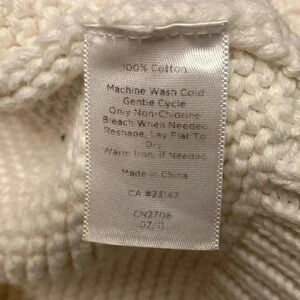 100% Cotton
Machine Wash Cold
Gentle Cycle
Only Non-Chlorine
Bleach When Needed
Reshape, Lay Flat To
Dry
Warm Iron, If Needed
Made in China
CA #23142
CN2708
07/11